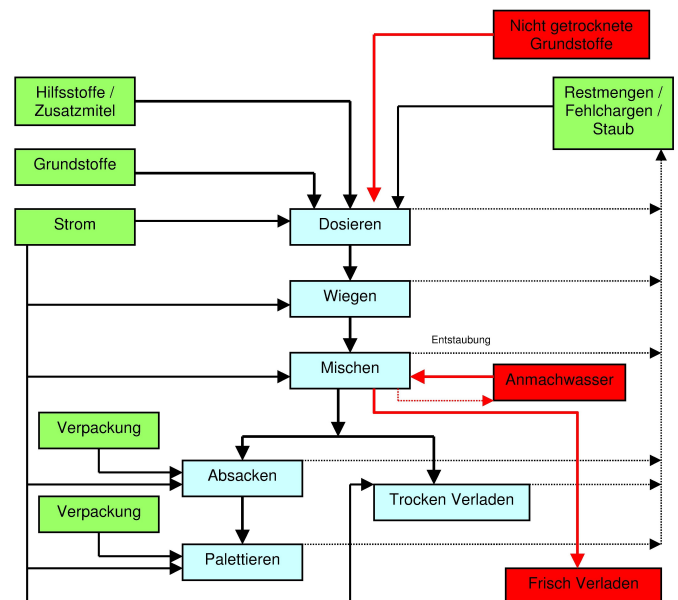 Nicht getrocknete
Grundstoffe
Hilfsstoffe /
Zusatzmitel
Restmengen /
Fehlchargen /
Staub
Grundstoffe
Strom
Dosieren
Wiegen
Entstaubung
Mischen
Anmachwasser
Verpackung
Absacken
Trocken Verladen
Verpackung
Palettieren
Frisch Verladen